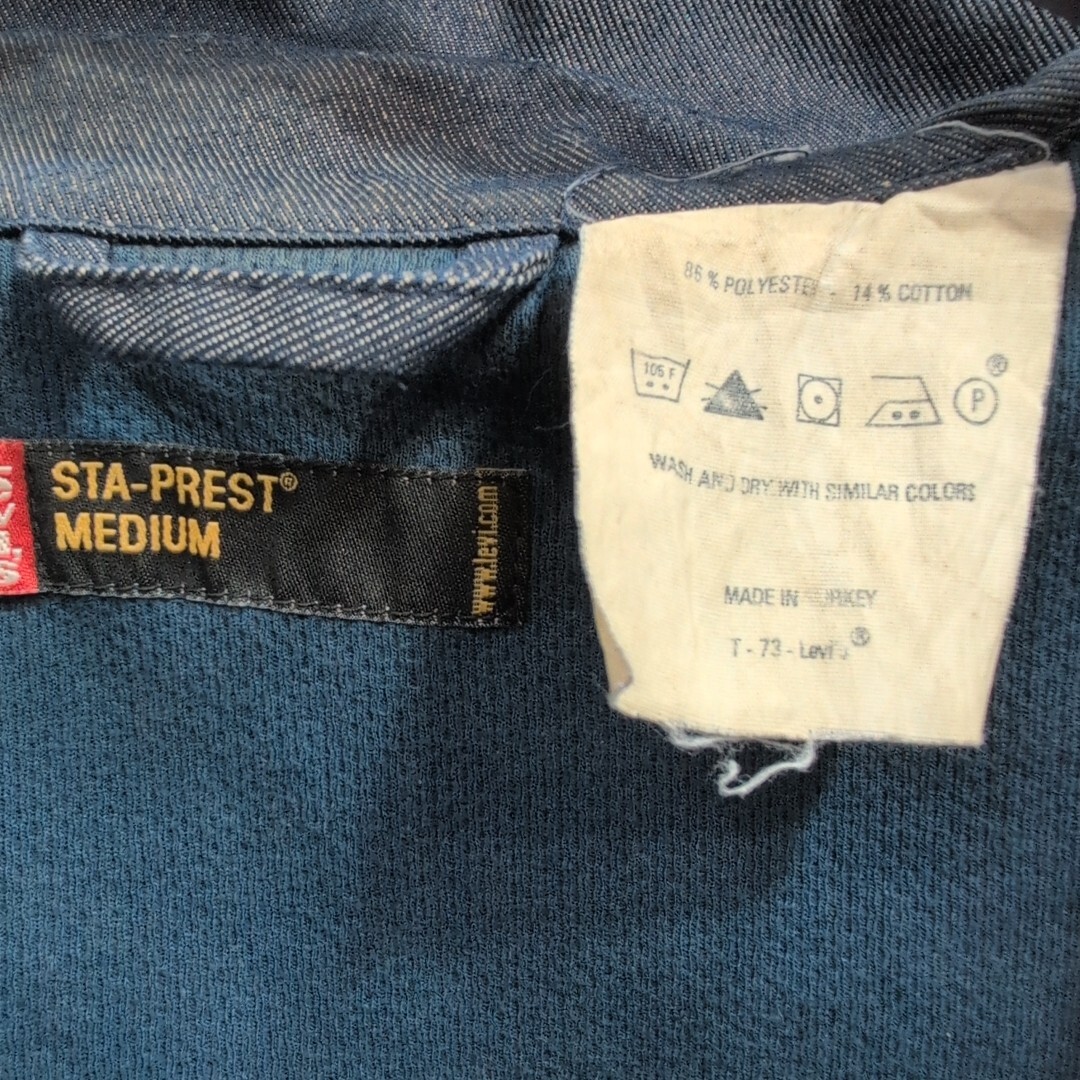 LEVI'S
STA-PREST®
MEDIUM
www.levi.com
86 % POLYESTER - 14 % COTTON
105 F
P
®
WASH AND DRY WITH SIMILAR COLORS
MADE IN TURKEY
T - 73 - Levi's®